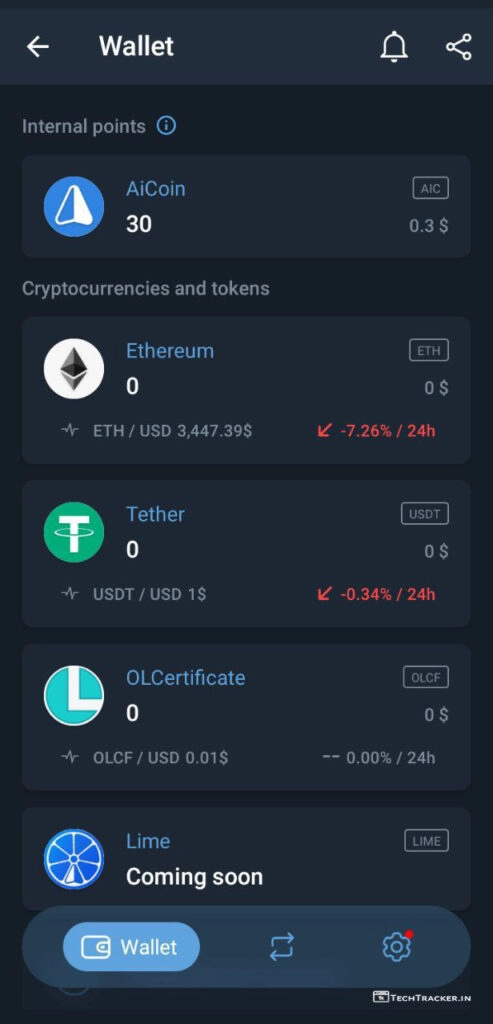 Wallet
Internal points
AiCoin AIC
30 0.3 $
Cryptocurrencies and tokens
Ethereum ETH
0 0 $
ETH / USD 3,447.39$ -7.26% / 24h
Tether USDT
0 0 $
USDT / USD 1$ -0.34% / 24h
OLCertificate OLCF
0 0 $
OLCF / USD 0.01$ -- 0.00% / 24h
Lime LIME
Coming soon
Wallet
TECHTRACKER.IN